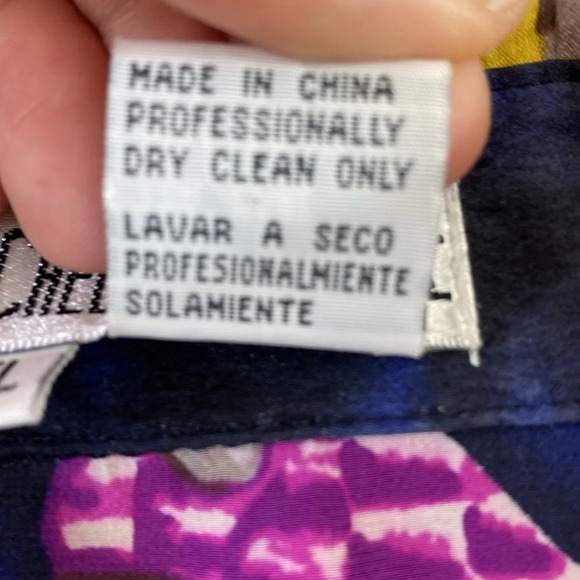 MADE IN CHINA
PROFESSIONALLY
DRY CLEAN ONLY
LAVAR A SECO
PROFESIONALMIENTE
SOLAMIENTE